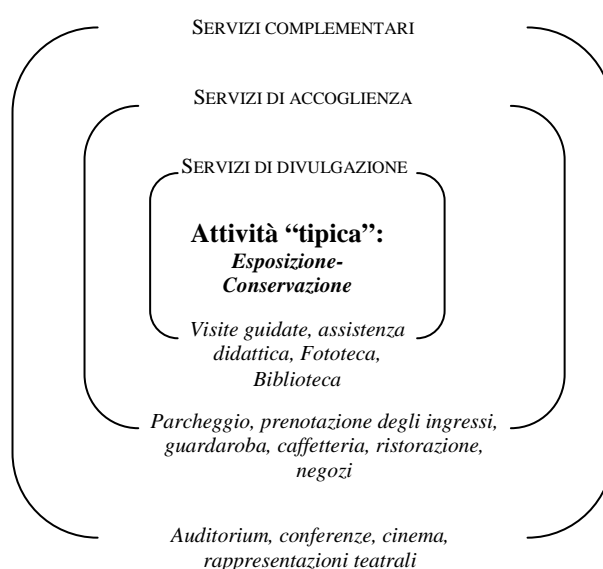 SERVIZI COMPLEMENTARI
SERVIZI DI ACCOGLIENZA
SERVIZI DI DIVULGAZIONE
Attività “tipica”:
Esposizione-
Conservazione
Visite guidate, assistenza
didattica, Fototeca,
Biblioteca
Parcheggio, prenotazione degli ingressi,
guardaroba, caffetteria, ristorazione,
negozi
Auditorium, conferenze, cinema,
rappresentazioni teatrali